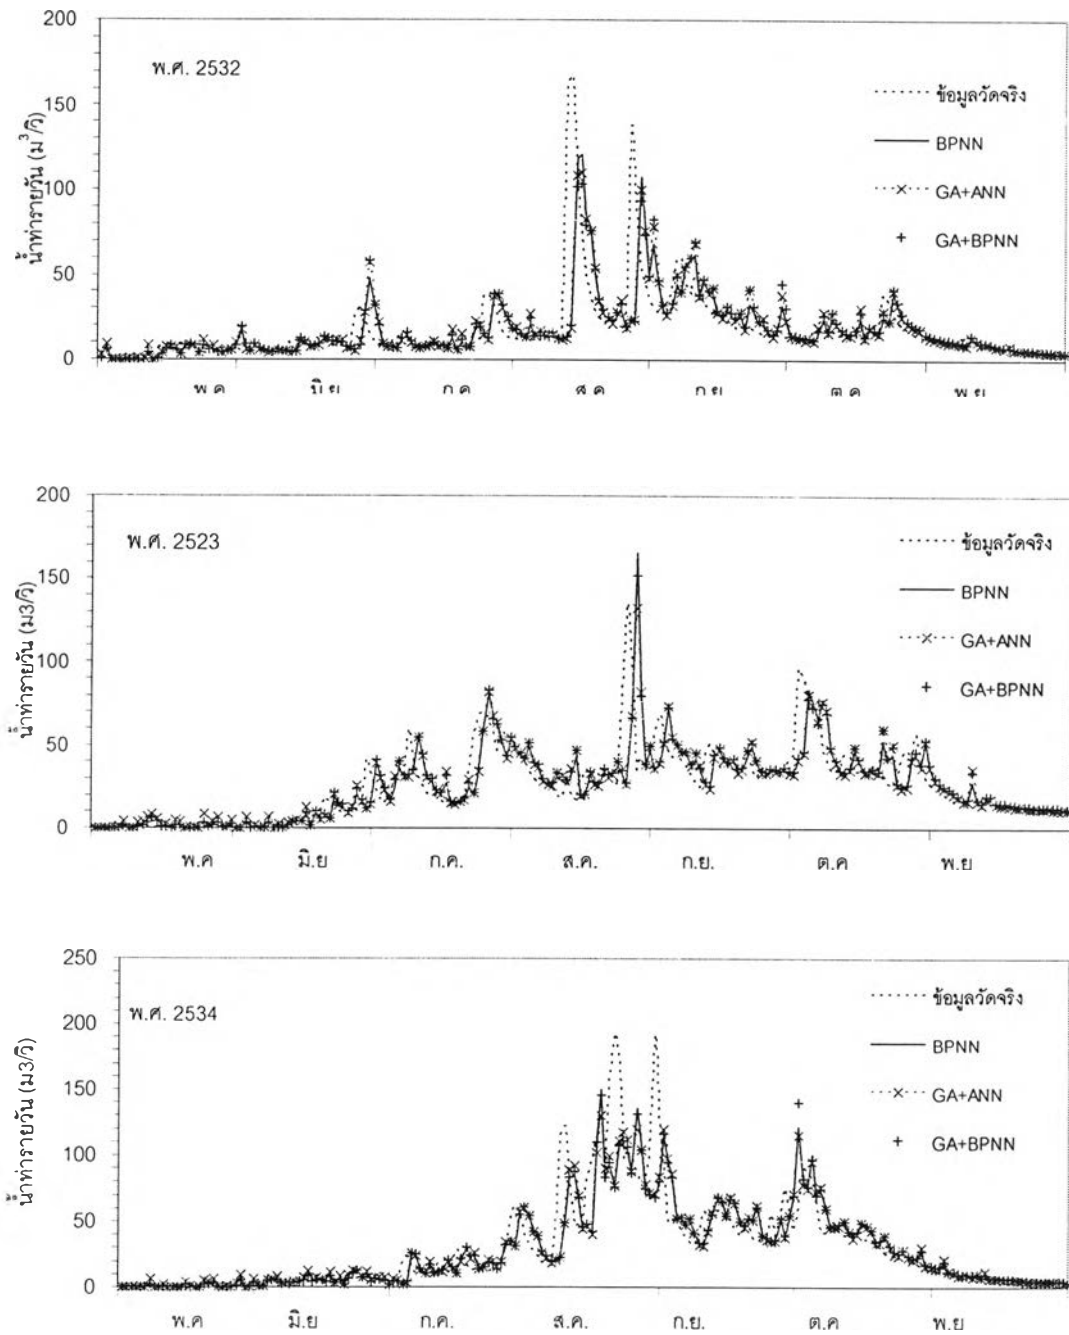 200
150
100
50
0
น้ำท่ารายวัน (ม³/วิ)
พ.ศ. 2532
ข้อมูลวัดจริง
BPNN
GA+ANN
GA+BPNN
พ.ค มิ.ย ก.ค ส.ค ก.ย ต.ค พ.ย
200
150
100
50
0
น้ำท่ารายวัน (ม3/วิ)
พ.ศ. 2523
ข้อมูลวัดจริง
BPNN
GA+ANN
GA+BPNN
พ.ค มิ.ย ก.ค. ส.ค. ก.ย. ต.ค พ.ย
250
200
150
100
50
0
น้ำท่ารายวัน (ม3/วิ)
พ.ศ. 2534
ข้อมูลวัดจริง
BPNN
GA+ANN
GA+BPNN
พ.ค มิ.ย ก.ค. ส.ค. ก.ย. ต.ค พ.ย